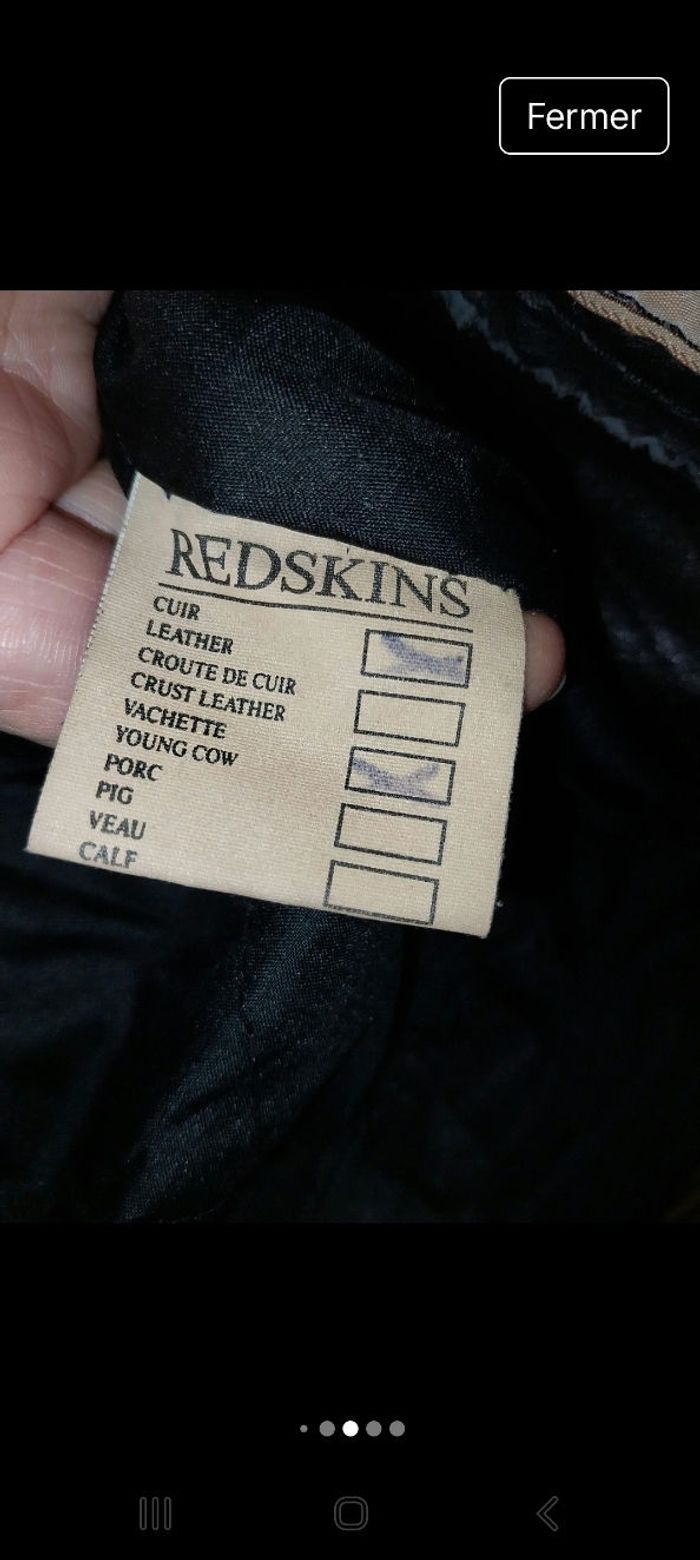 Fermer
REDSKINS
CUIR
LEATHER
CROUTE DE CUIR
CRUST LEATHER
VACHETTE
YOUNG COW
PORC
PIG
VEAU
CALF